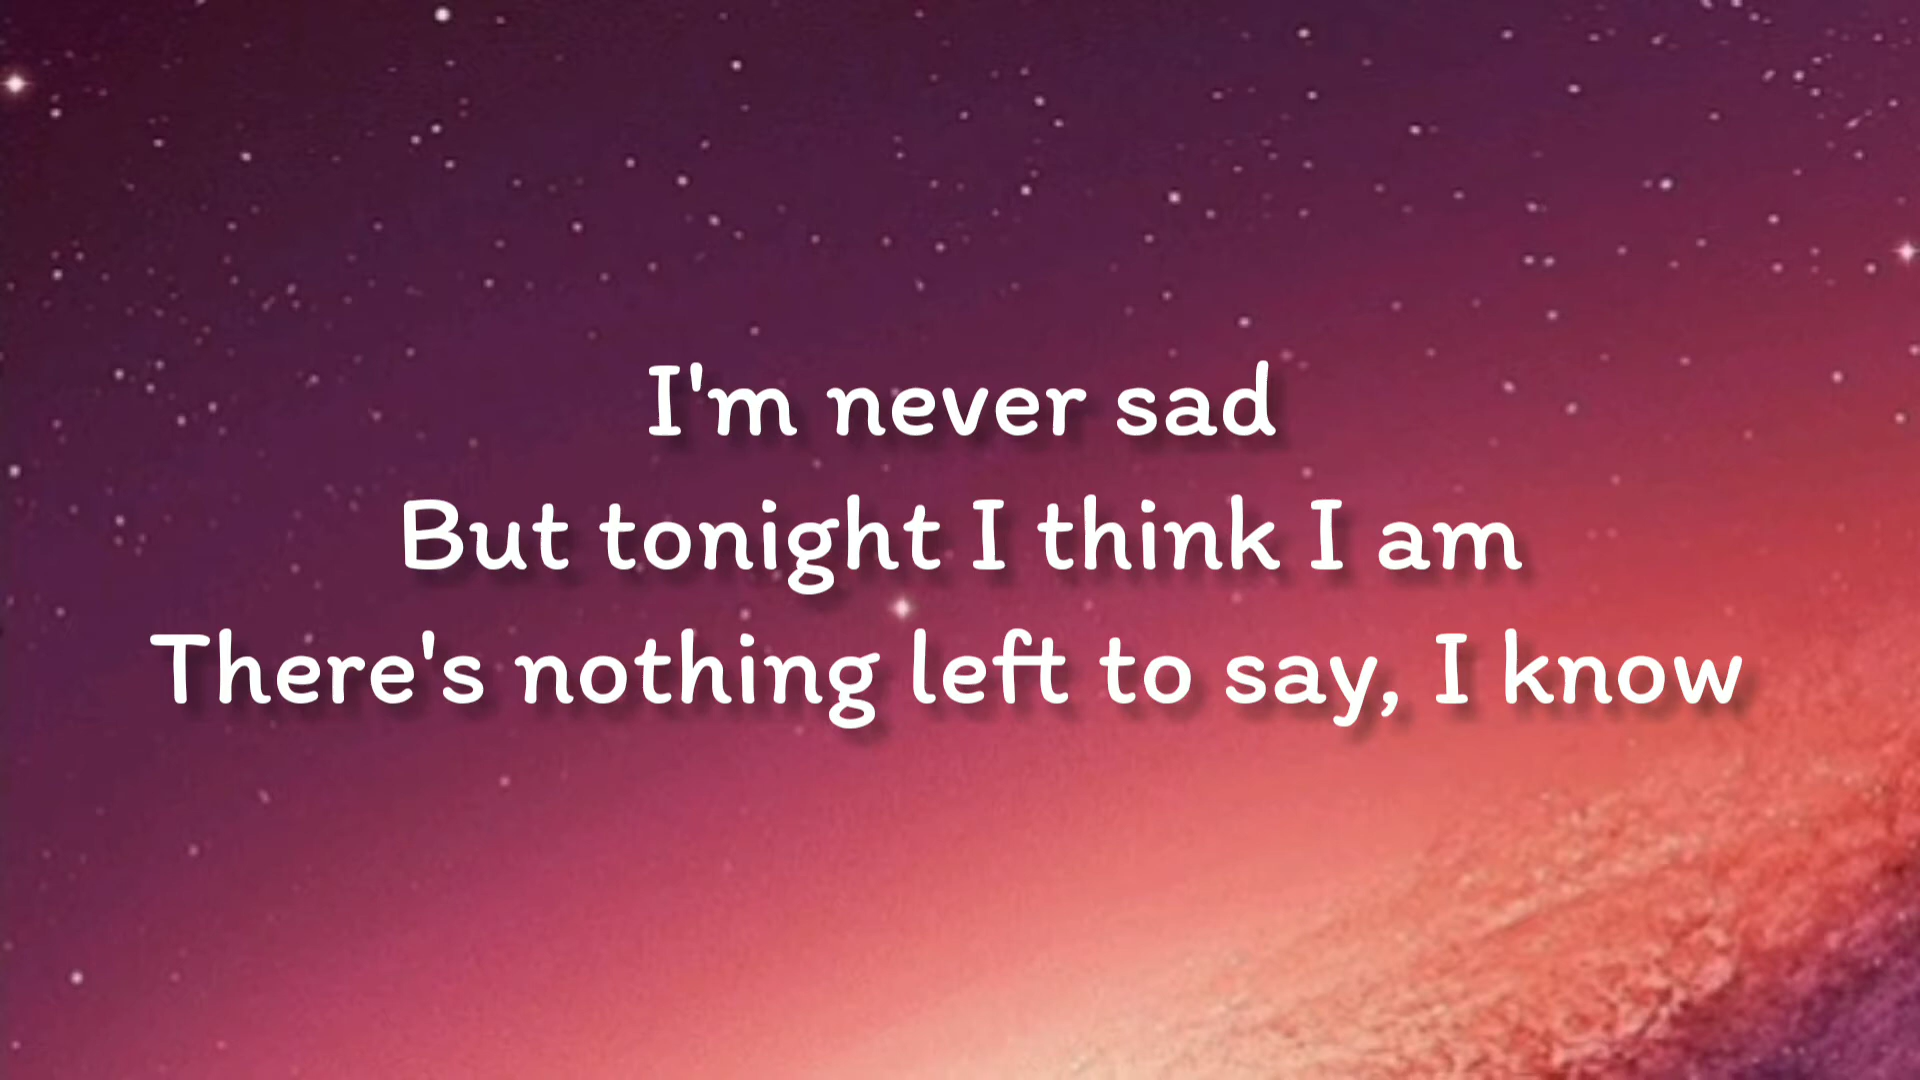 I'm never sad
But tonight I think I am
There's nothing left to say, I know